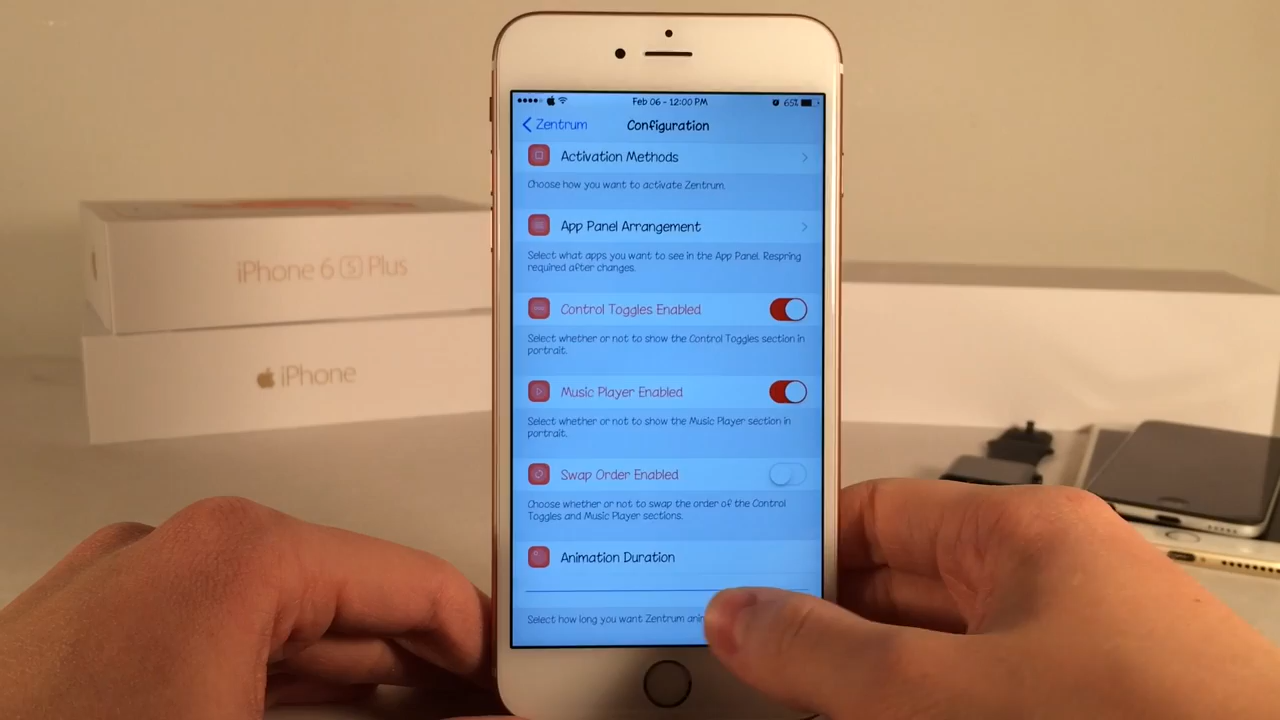 Feb 06 - 12:00 PM
65%
Zentrum
Configuration
Activation Methods
Choose how you want to activate Zentrum.
App Panel Arrangement
Select what apps you want to see in the App Panel. Respring
required after changes.
Control Toggles Enabled
Select whether or not to show the Control Toggles section in
portrait.
Music Player Enabled
Select whether or not to show the Music Player section in
portrait.
Swap Order Enabled
Choose whether or not to swap the order of the Control
Toggles and Music Player sections.
Animation Duration
Select how long you want Zentrum
iPhone 6 S Plus
iPhone